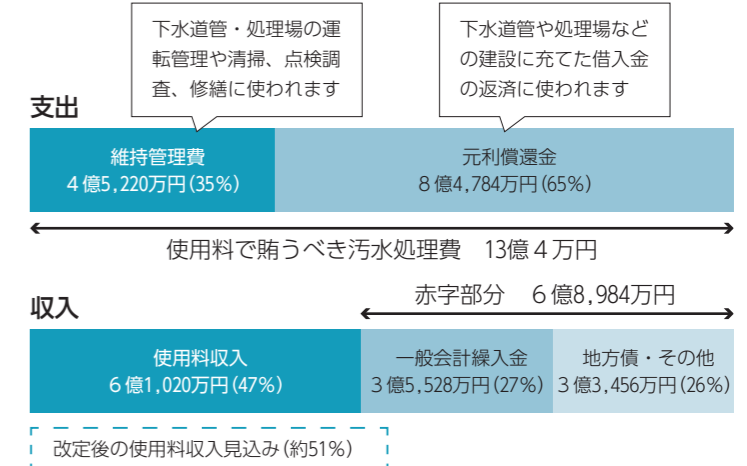 下水道管・処理場の運
転管理や清掃、点検調
査、修繕に使われます
下水道管や処理場など
の建設に充てた借入金
の返済に使われます
支出
維持管理費
4億5,220万円(35%)
元利償還金
8億4,784万円(65%)
使用料で賄うべき汚水処理費　13億4万円
赤字部分　6億8,984万円
収入
使用料収入
6億1,020万円(47%)
一般会計繰入金
3億5,528万円(27%)
地方債・その他
3億3,456万円(26%)
改定後の使用料収入見込み(約51%)